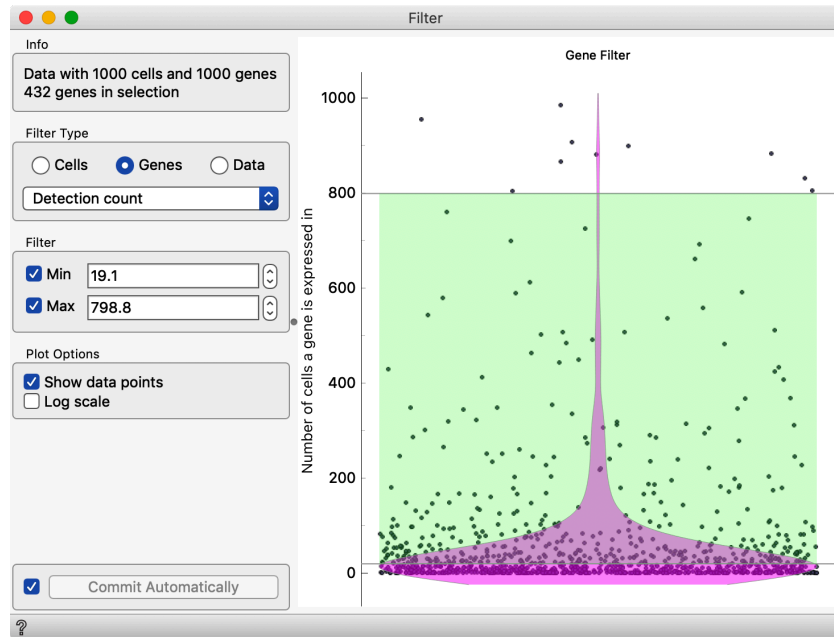 Filter
Info
Data with 1000 cells and 1000 genes
432 genes in selection
Filter Type
Cells
Genes
Data
Detection count
Filter
Min
19.1
Max
798.8
Plot Options
Show data points
Log scale
Commit Automatically
?
Gene Filter
Number of cells a gene is expressed in
1000
800
600
400
200
0